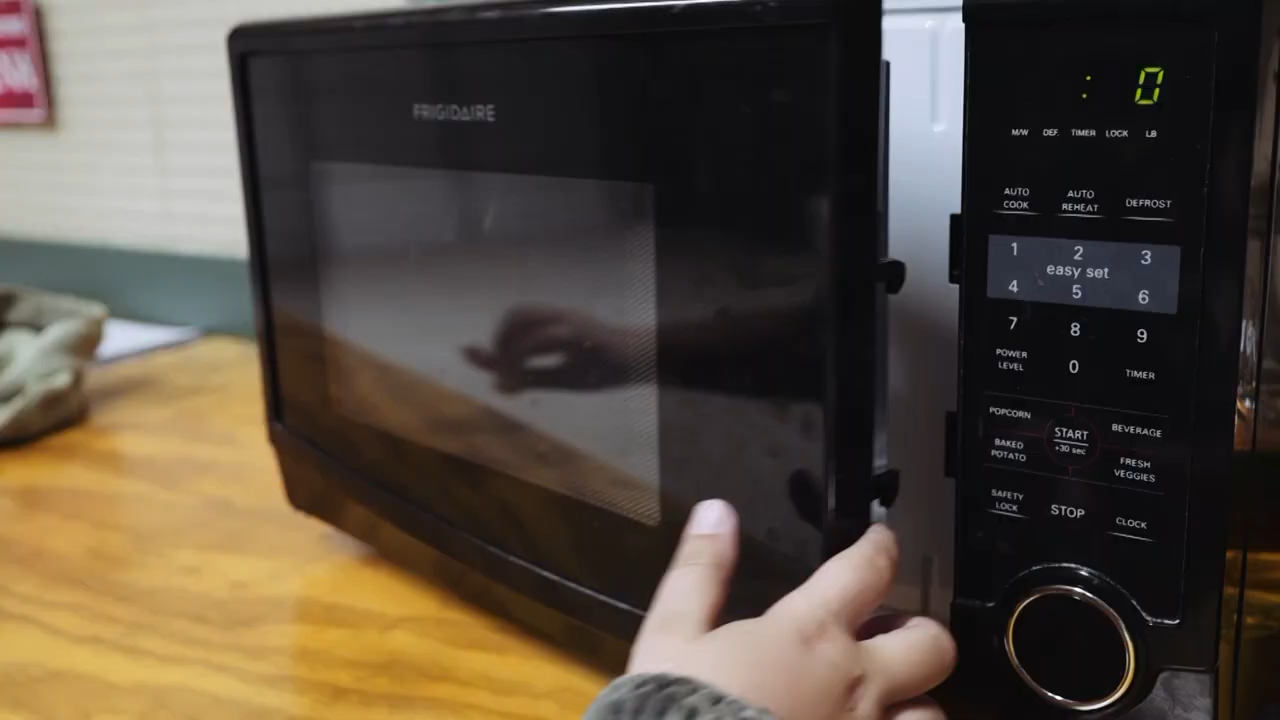 FRIGIDAIRE
: 0
M/W DEF. TIMER LOCK LB
AUTO COOK
AUTO REHEAT
DEFROST
1 2 3
easy set
4 5 6
7 8 9
POWER LEVEL
0
TIMER
POPCORN
BEVERAGE
START
+30 sec
BAKED POTATO
FRESH VEGGIES
SAFETY LOCK
STOP
CLOCK